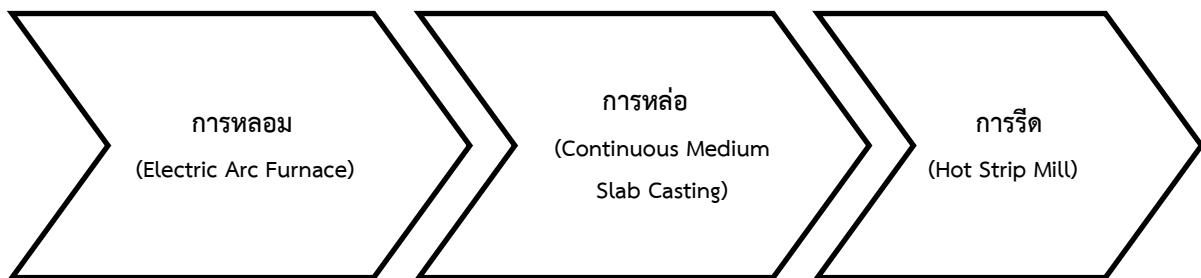 การหลอม
(Electric Arc Furnace)
การหล่อ
(Continuous Medium
Slab Casting)
การรีด
(Hot Strip Mill)